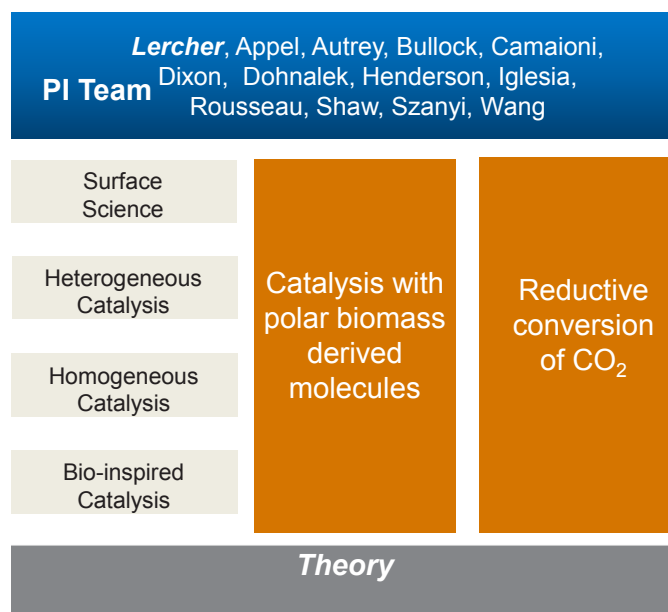 Lercher, Appel, Autrey, Bullock, Camaioni,
PI Team Dixon, Dohnalek, Henderson, Iglesia,
Rousseau, Shaw, Szanyi, Wang
Surface
Science
Heterogeneous
Catalysis
Homogeneous
Catalysis
Bio-inspired
Catalysis
Catalysis with
polar biomass
derived
molecules
Reductive
conversion
of CO₂
Theory